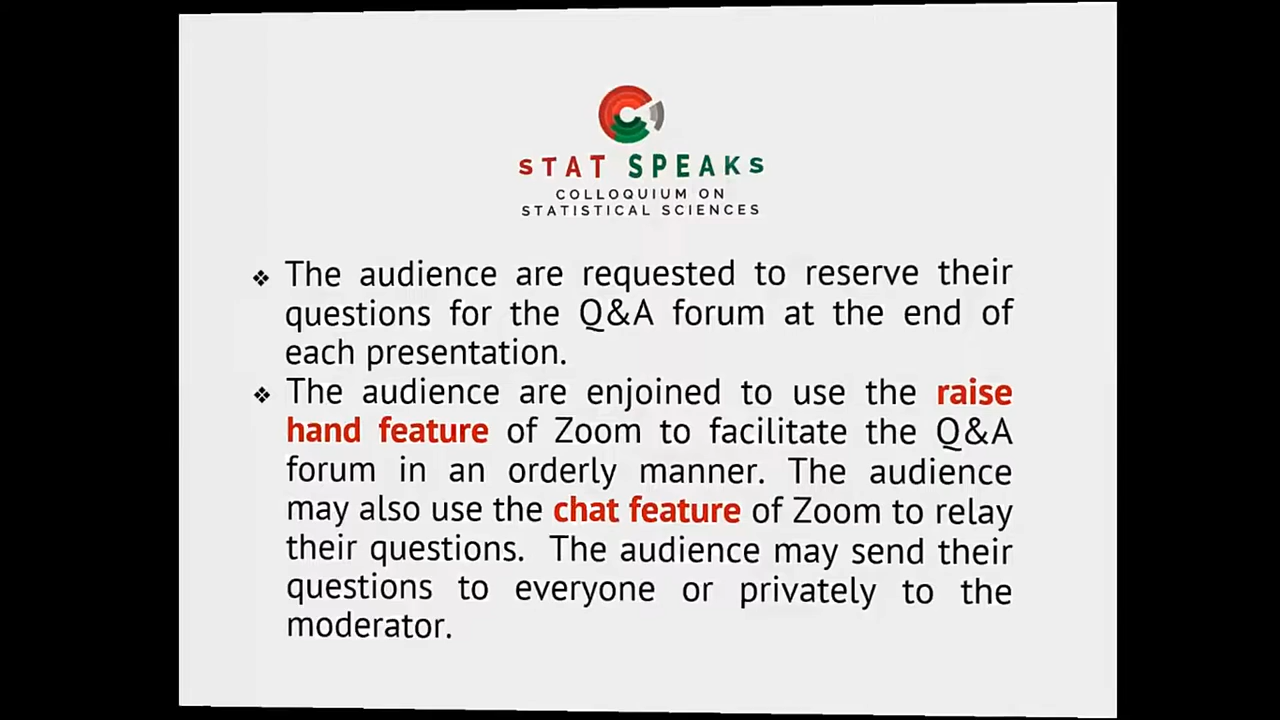 STAT SPEAKS
COLLOQUIUM ON
STATISTICAL SCIENCES
❖ The audience are requested to reserve their
questions for the Q&A forum at the end of
each presentation.
❖ The audience are enjoined to use the raise
hand feature of Zoom to facilitate the Q&A
forum in an orderly manner. The audience
may also use the chat feature of Zoom to relay
their questions. The audience may send their
questions to everyone or privately to the
moderator.